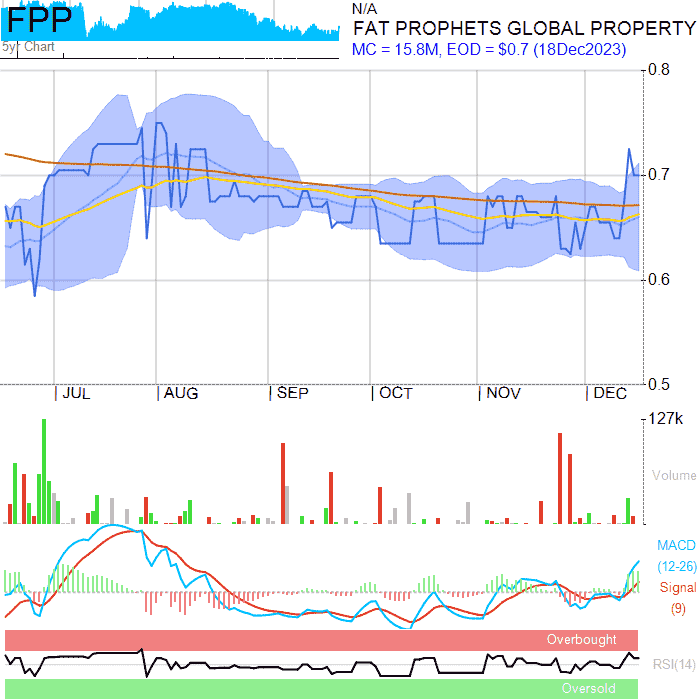 FPP
5yr Chart
N/A
FAT PROPHETS GLOBAL PROPERTY
MC = 15.8M, EOD = $0.7 (18Dec2023)
0.8
0.7
0.6
0.5
JUL AUG SEP OCT NOV DEC
127k
Volume
MACD
(12-26)
Signal
(9)
Overbought
RSI(14)
Oversold